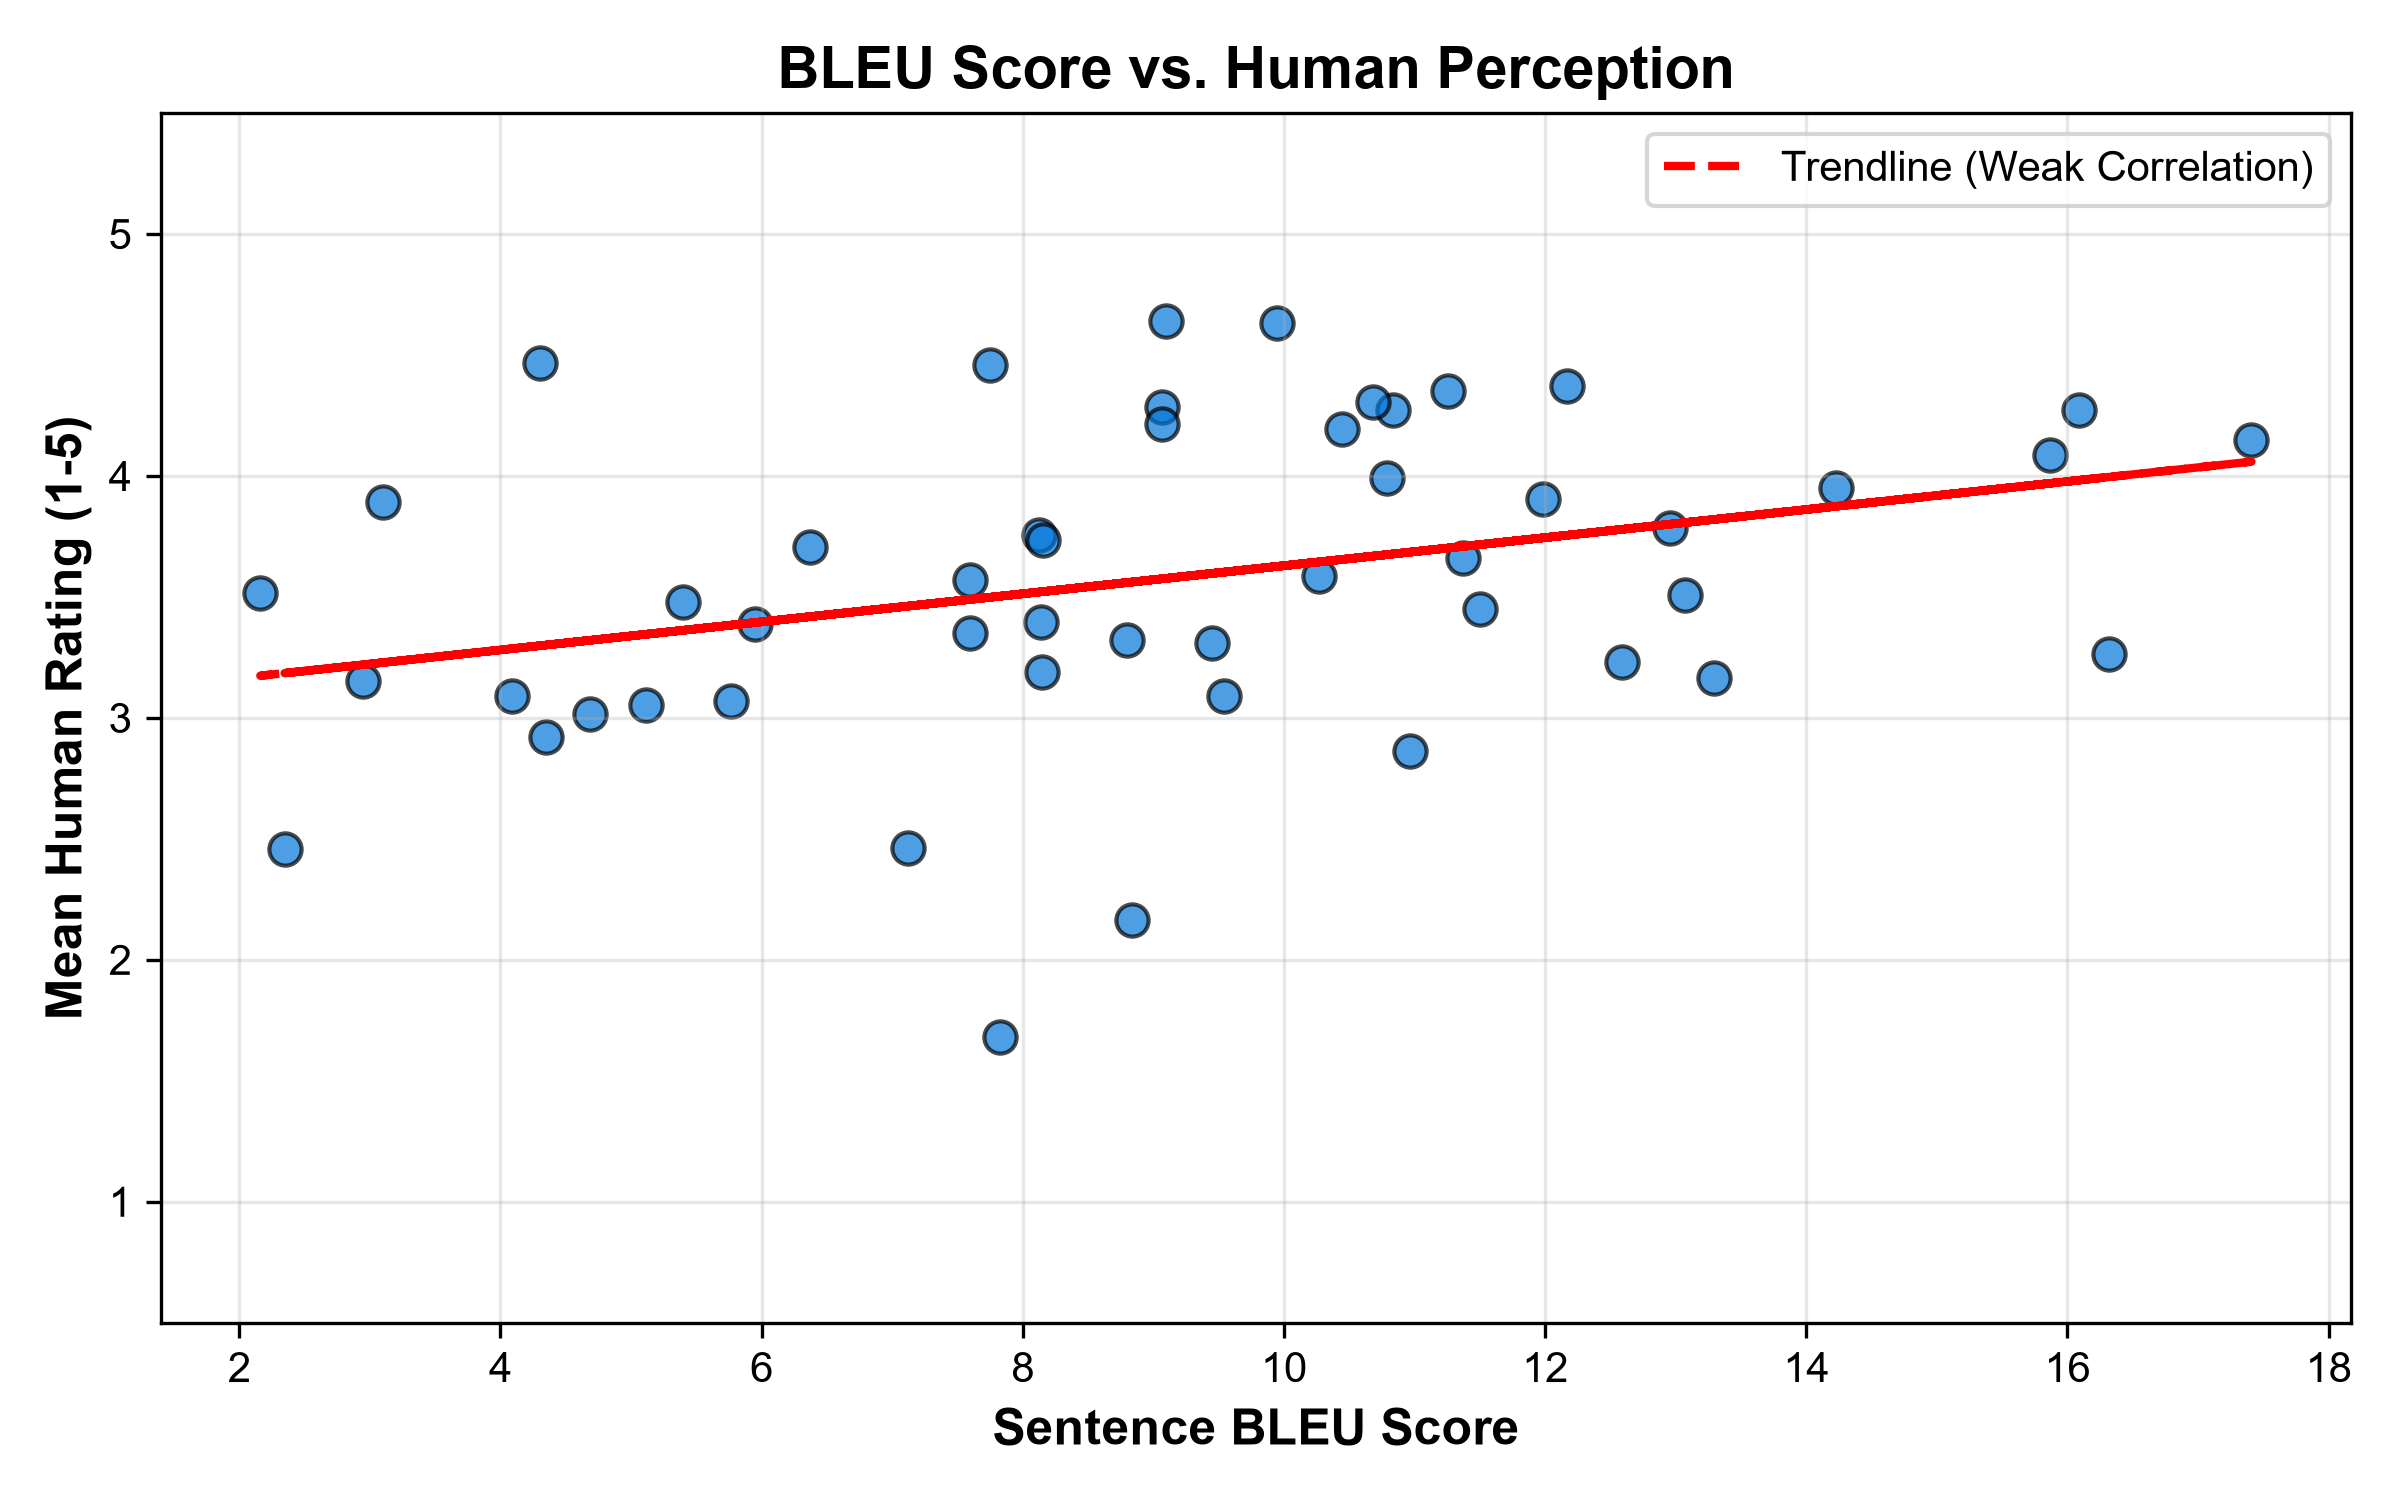 BLEU Score vs. Human Perception
Trendline (Weak Correlation)
Mean Human Rating (1-5)
5
4
3
2
1
2 4 6 8 10 12 14 16 18
Sentence BLEU Score